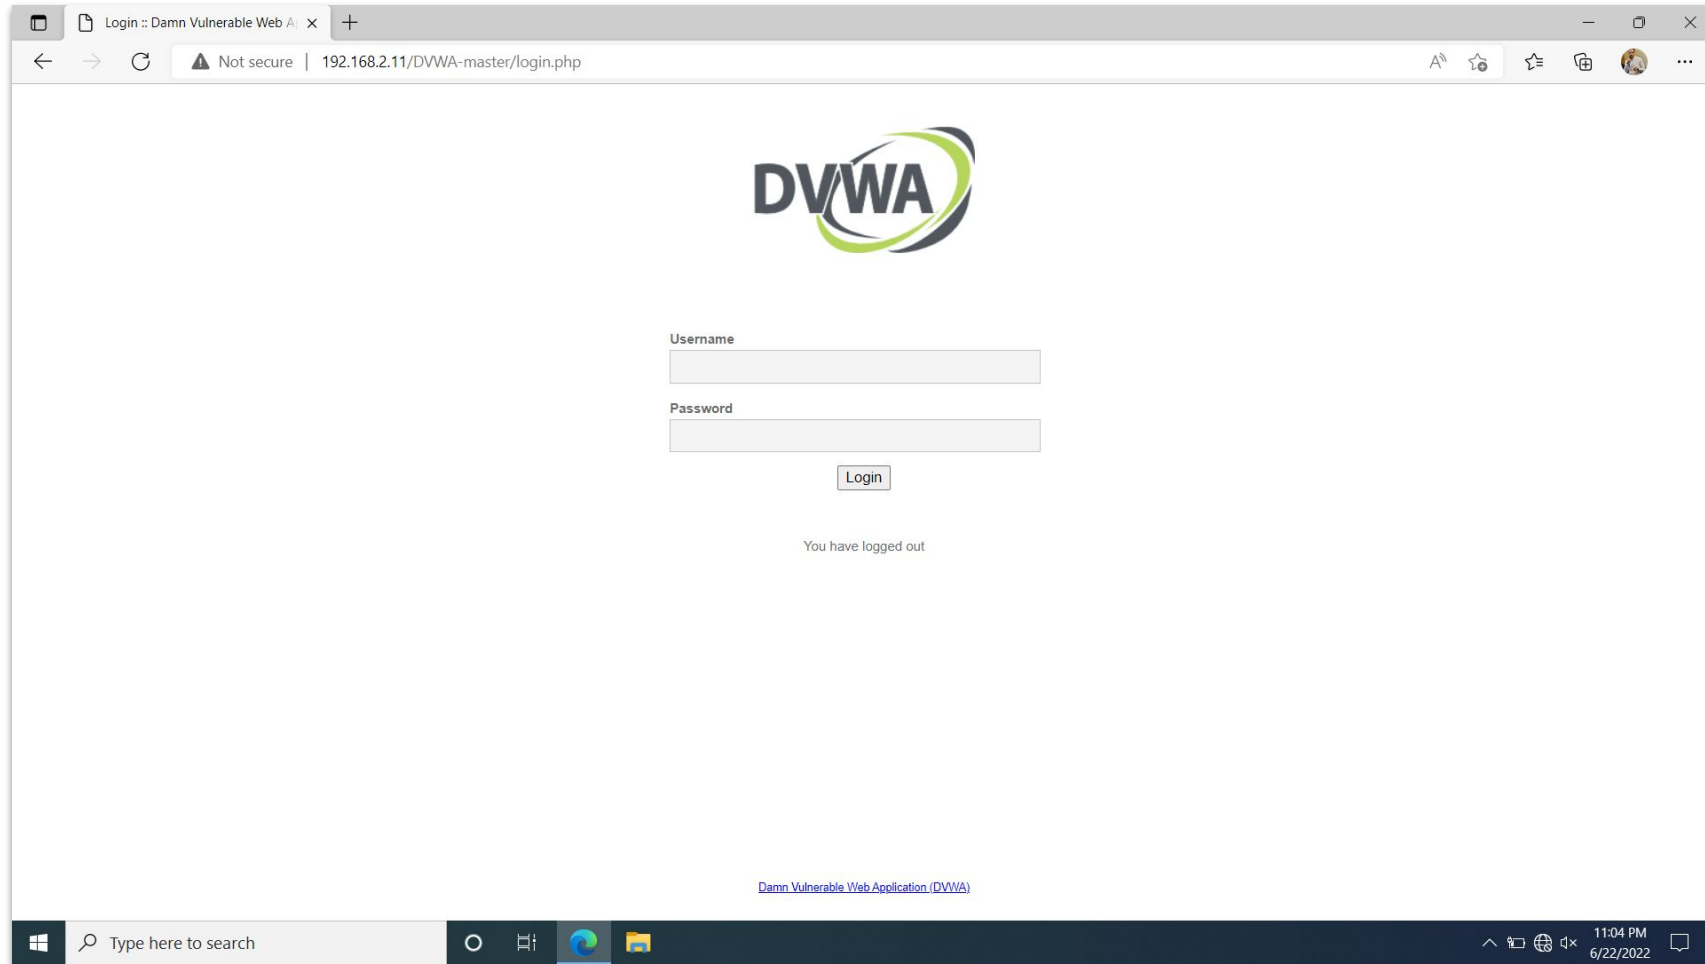 Login :: Damn Vulnerable Web A
Not secure | 192.168.2.11/DVWA-master/login.php
DVWA
Username
Password
Login
You have logged out
Damn Vulnerable Web Application (DVWA)
Type here to search
11:04 PM
6/22/2022